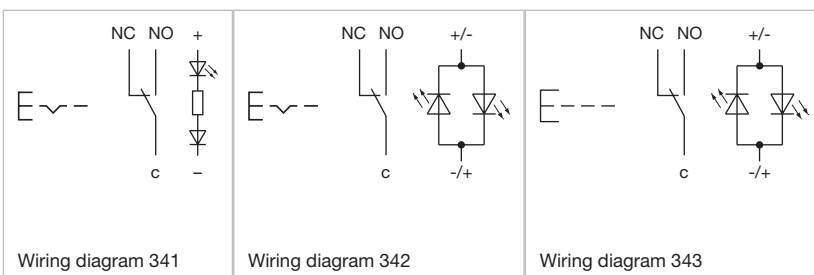 NC NO +
c –
Wiring diagram 341
NC NO +/-
c -/+
Wiring diagram 342
NC NO +/-
c -/+
Wiring diagram 343